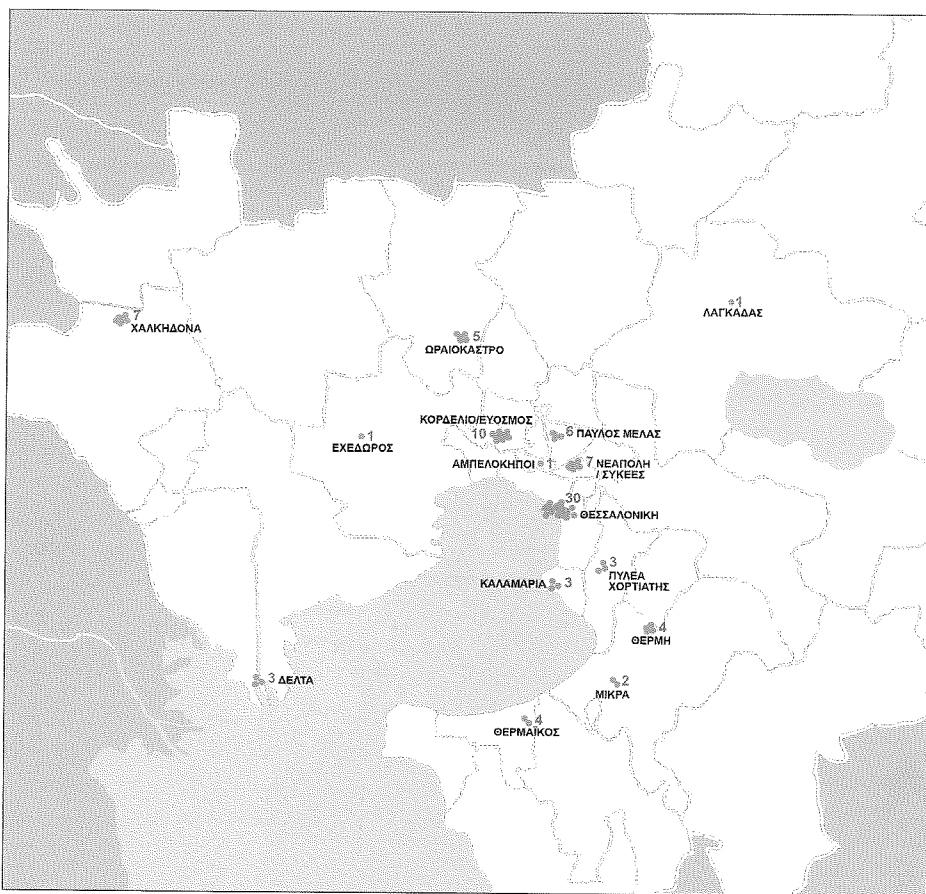 1
ΛΑΓΚΑΔΑΣ
7
ΧΑΛΚΗΔΟΝΑ
5
ΩΡΑΙΟΚΑΣΤΡΟ
ΚΟΡΔΕΛΙΟ/ΕΥΟΣΜΟΣ
10
6 ΠΑΥΛΟΣ ΜΕΛΑΣ
1
ΕΧΕΔΩΡΟΣ
ΑΜΠΕΛΟΚΗΠΟΙ 1
7 ΝΕΑΠΟΛΗ
/ ΣΥΚΕΕΣ
30
ΘΕΣΣΑΛΟΝΙΚΗ
3
ΠΥΛΕΑ
ΧΟΡΤΙΑΤΗΣ
ΚΑΛΑΜΑΡΙΑ 3
4
ΘΕΡΜΗ
3 ΔΕΛΤΑ
2
ΜΙΚΡΑ
4
ΘΕΡΜΑΪΚΟΣ